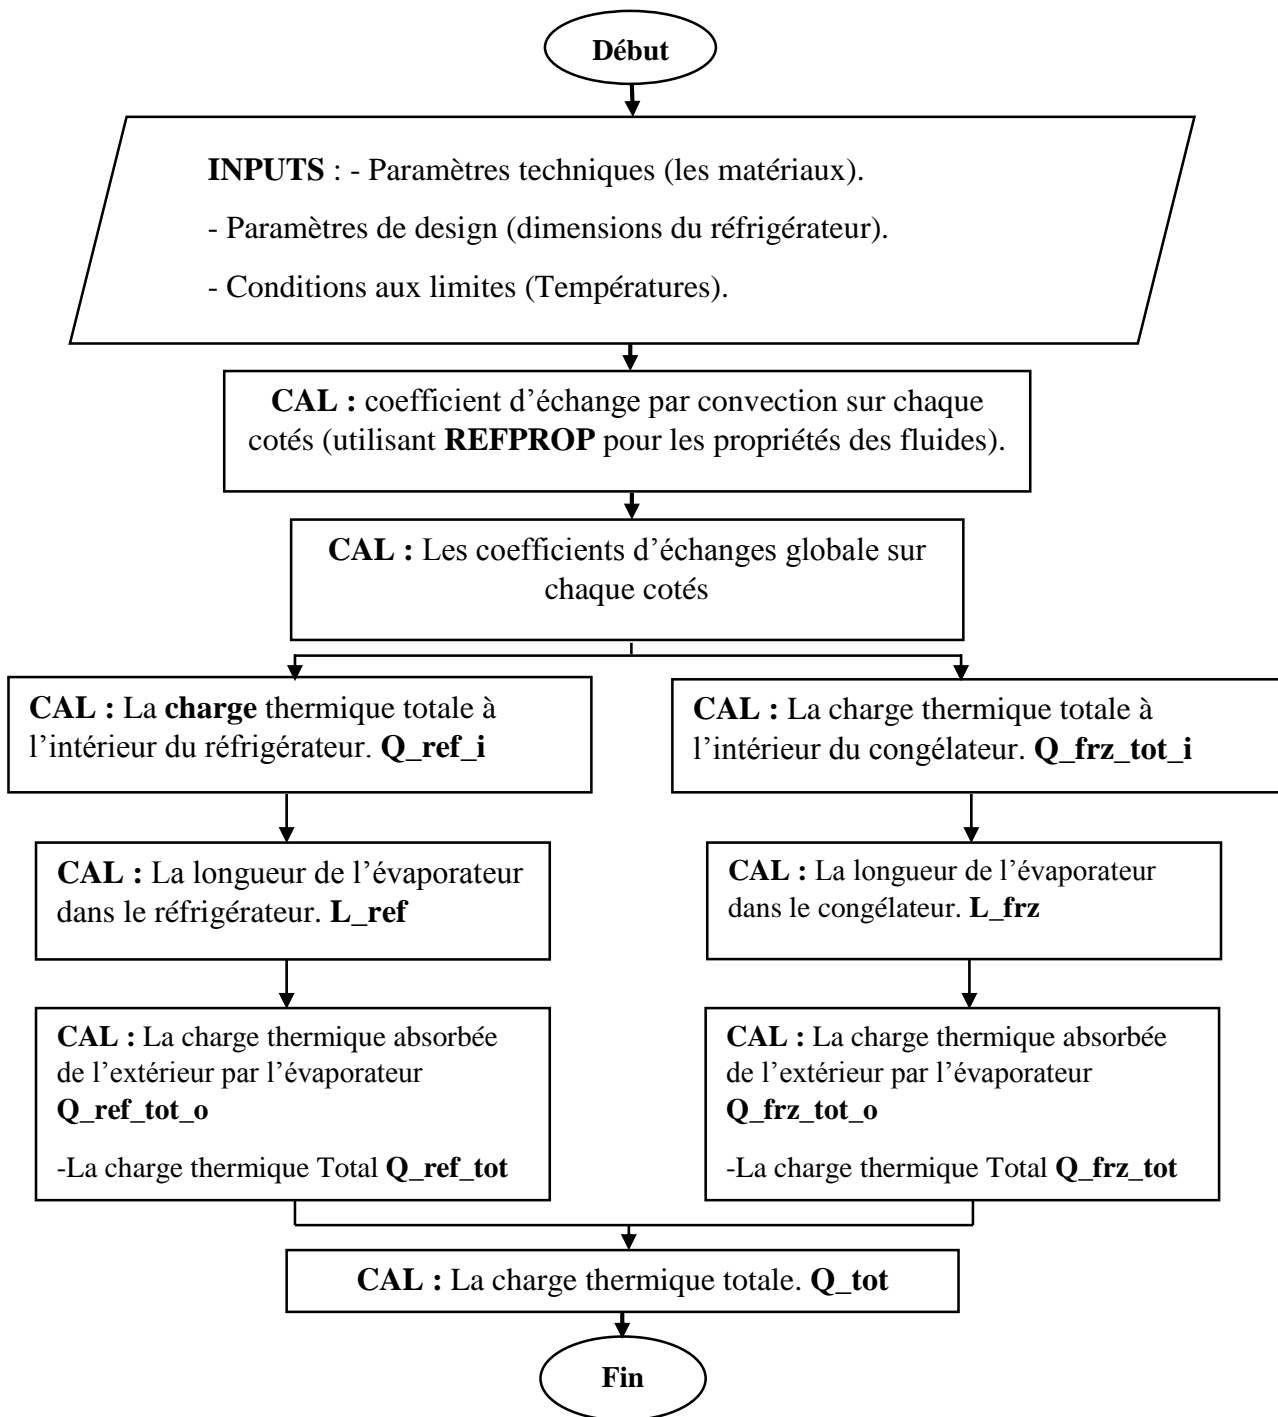 Début
INPUTS : - Paramètres techniques (les matériaux).
- Paramètres de design (dimensions du réfrigérateur).
- Conditions aux limites (Températures).
CAL : coefficient d’échange par convection sur chaque
cotés (utilisant REFPROP pour les propriétés des fluides).
CAL : Les coefficients d’échanges globale sur
chaque cotés
CAL : La charge thermique totale à
l’intérieur du réfrigérateur. Q_ref_i
CAL : La charge thermique totale à
l’intérieur du congélateur. Q_frz_tot_i
CAL : La longueur de l’évaporateur
dans le réfrigérateur. L_ref
CAL : La longueur de l’évaporateur
dans le congélateur. L_frz
CAL : La charge thermique absorbée
de l’extérieur par l’évaporateur
Q_ref_tot_o
-La charge thermique Total Q_ref_tot
CAL : La charge thermique absorbée
de l’extérieur par l’évaporateur
Q_frz_tot_o
-La charge thermique Total Q_frz_tot
CAL : La charge thermique totale. Q_tot
Fin